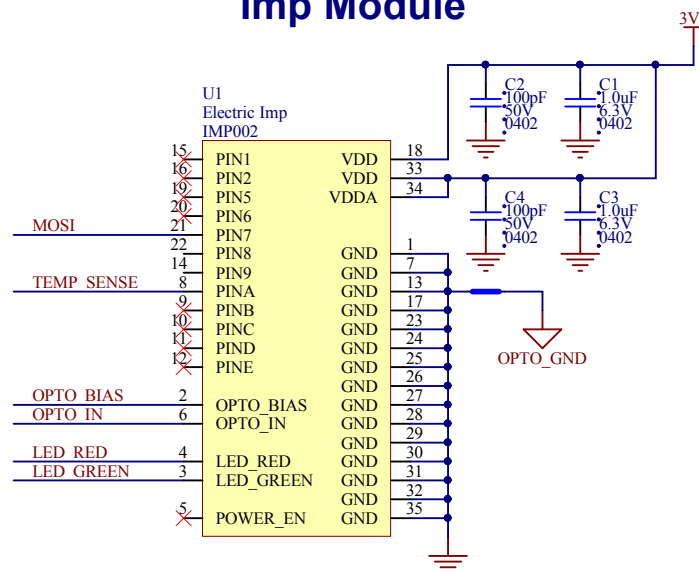 Imp Module
3V
U1
Electric Imp
IMP002
C2
100pF
50V
0402
C1
1.0uF
6.3V
0402
C4
100pF
50V
0402
C3
1.0uF
6.3V
0402
15 PIN1 VDD 18
16 PIN2 VDD 33
19 PIN5 VDDA 34
20 PIN6
MOSI 21 PIN7
22 PIN8 GND 1
14 PIN9 GND 7
TEMP_SENSE 8 PINA GND 13
9 PINB GND 17
10 PINC GND 23
11 PIND GND 24
12 PINE GND 25
GND 26
OPTO_BIAS 2 OPTO_BIAS GND 27
OPTO_IN 6 OPTO_IN GND 28
GND 29
LED_RED 4 LED_RED GND 30
LED_GREEN 3 LED_GREEN GND 31
GND 32
5 POWER_EN GND 35
OPTO_GND